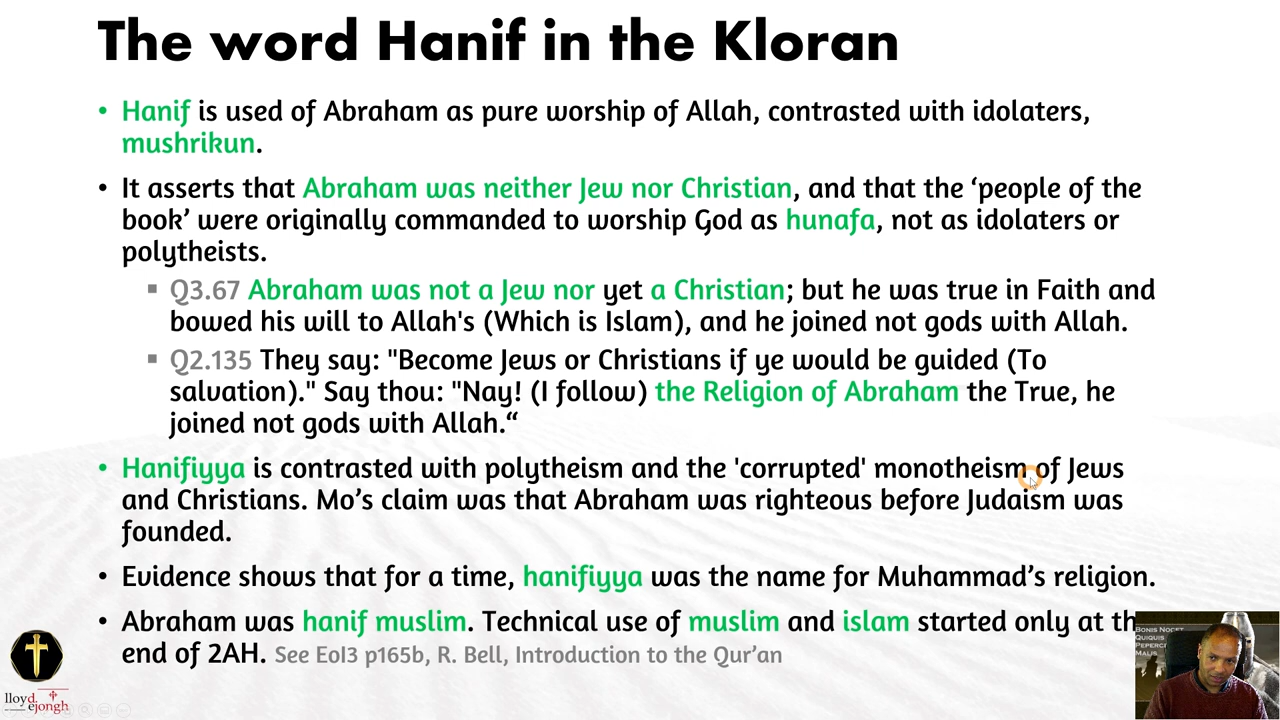 The word Hanif in the Kloran
• Hanif is used of Abraham as pure worship of Allah, contrasted with idolaters,
mushrikun.
• It asserts that Abraham was neither Jew nor Christian, and that the ‘people of the
book’ were originally commanded to worship God as hunafa, not as idolaters or
polytheists.
▪ Q3.67 Abraham was not a Jew nor yet a Christian; but he was true in Faith and
bowed his will to Allah's (Which is Islam), and he joined not gods with Allah.
▪ Q2.135 They say: "Become Jews or Christians if ye would be guided (To
salvation)." Say thou: "Nay! (I follow) the Religion of Abraham the True, he
joined not gods with Allah.“
• Hanifiyya is contrasted with polytheism and the 'corrupted' monotheism of Jews
and Christians. Mo’s claim was that Abraham was righteous before Judaism was
founded.
• Evidence shows that for a time, hanifiyya was the name for Muhammad’s religion.
• Abraham was hanif muslim. Technical use of muslim and islam started only at th
end of 2AH. See EoI3 p165b, R. Bell, Introduction to the Qur’an
BONIS NOCET
QUIQUIS
PEPERCI
MALIS
lloyd
ejongh